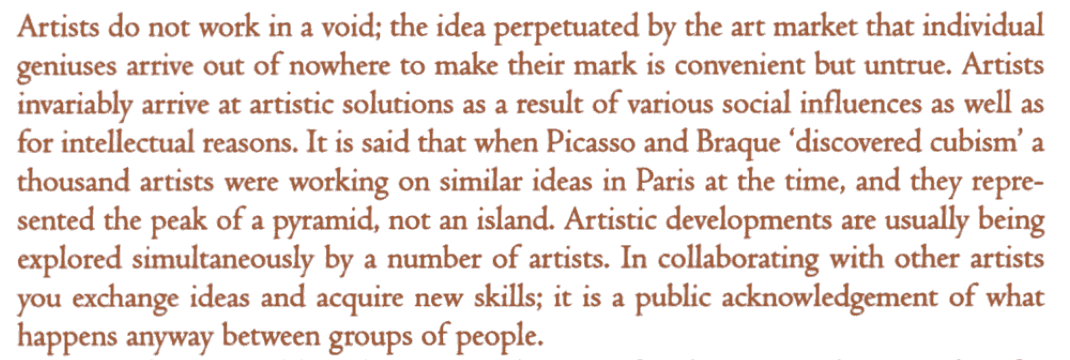 Artists do not work in a void; the idea perpetuated by the art market that individual
geniuses arrive out of nowhere to make their mark is convenient but untrue. Artists
invariably arrive at artistic solutions as a result of various social influences as well as
for intellectual reasons. It is said that when Picasso and Braque ‘discovered cubism’ a
thousand artists were working on similar ideas in Paris at the time, and they repre-
sented the peak of a pyramid, not an island. Artistic developments are usually being
explored simultaneously by a number of artists. In collaborating with other artists
you exchange ideas and acquire new skills; it is a public acknowledgement of what
happens anyway between groups of people.